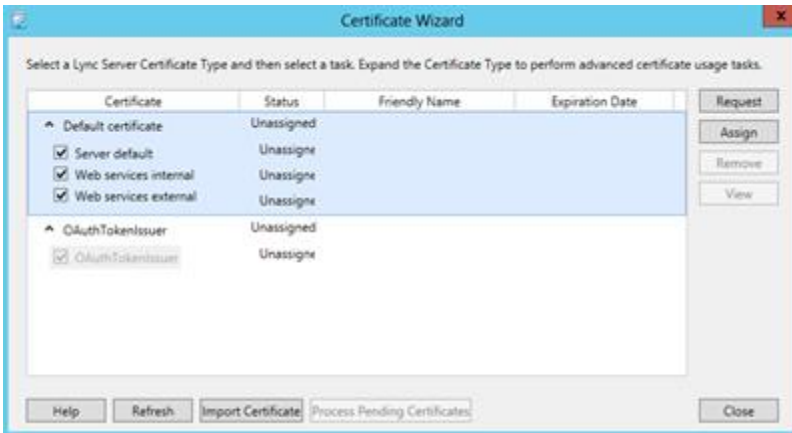 Certificate Wizard
x
Select a Lync Server Certificate Type and then select a task. Expand the Certificate Type to perform advanced certificate usage tasks.
Certificate Status Friendly Name Expiration Date
Request
Default certificate Unassigned
Assign
Server default Unassigne
Remove
Web services internal Unassigne
View
Web services external Unassigne
OAuthTokenIssuer Unassigned
OAuthTokenIssuer Unassigne
Help Refresh Import Certificate Process Pending Certificates Close